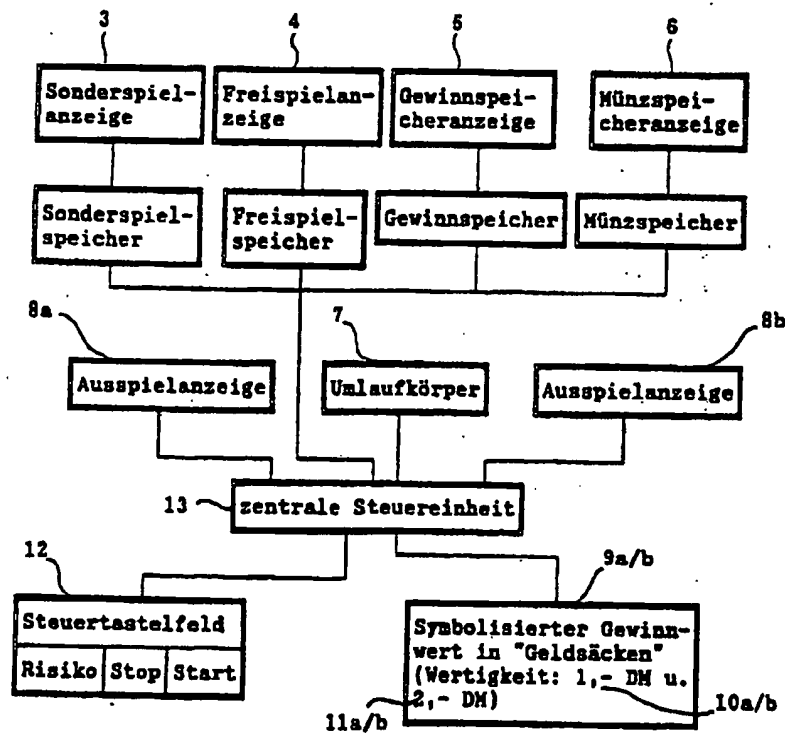 3
4
5
6
Sonderspiel-
anzeige
Freispielan-
zeige
Gewinnspei-
cheranzeige
Münzspei-
cheranzeige
Sonderspiel-
speicher
Freispiel-
speicher
Gewinnspeicher
Münzspeicher
8a
7
8b
Ausspielanzeige
Umlaufkörper
Ausspielanzeige
13
zentrale Steuereinheit
12
9a/b
Steuertastelfeld
Risiko Stop Start
Symbolisierter Gewinn-
wert in "Geldsäcken"
(Wertigkeit: 1,- DM u.
2,- DM)
10a/b
11a/b